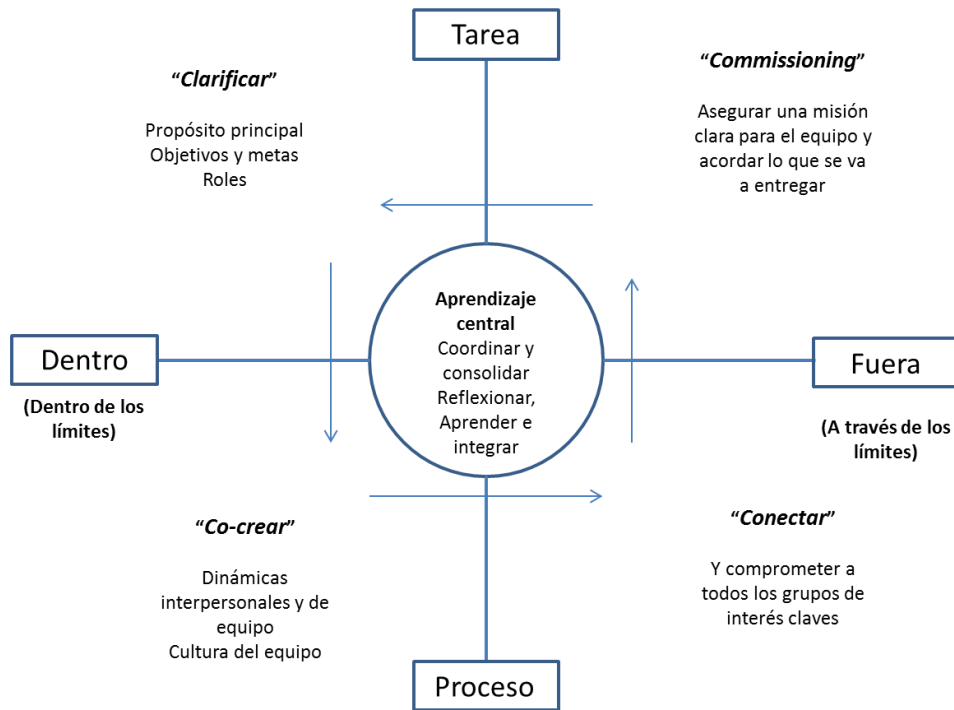 Tarea
“Clarificar”
Propósito principal
Objetivos y metas
Roles
“Commissioning”
Asegurar una misión
clara para el equipo y
acordar lo que se va
a entregar
Dentro
(Dentro de los
límites)
Aprendizaje
central
Coordinar y
consolidar
Reflexionar,
Aprender e
integrar
Fuera
(A través de los
límites)
“Co-crear”
Dinámicas
interpersonales y de
equipo
Cultura del equipo
“Conectar”
Y comprometer a
todos los grupos de
interés claves
Proceso